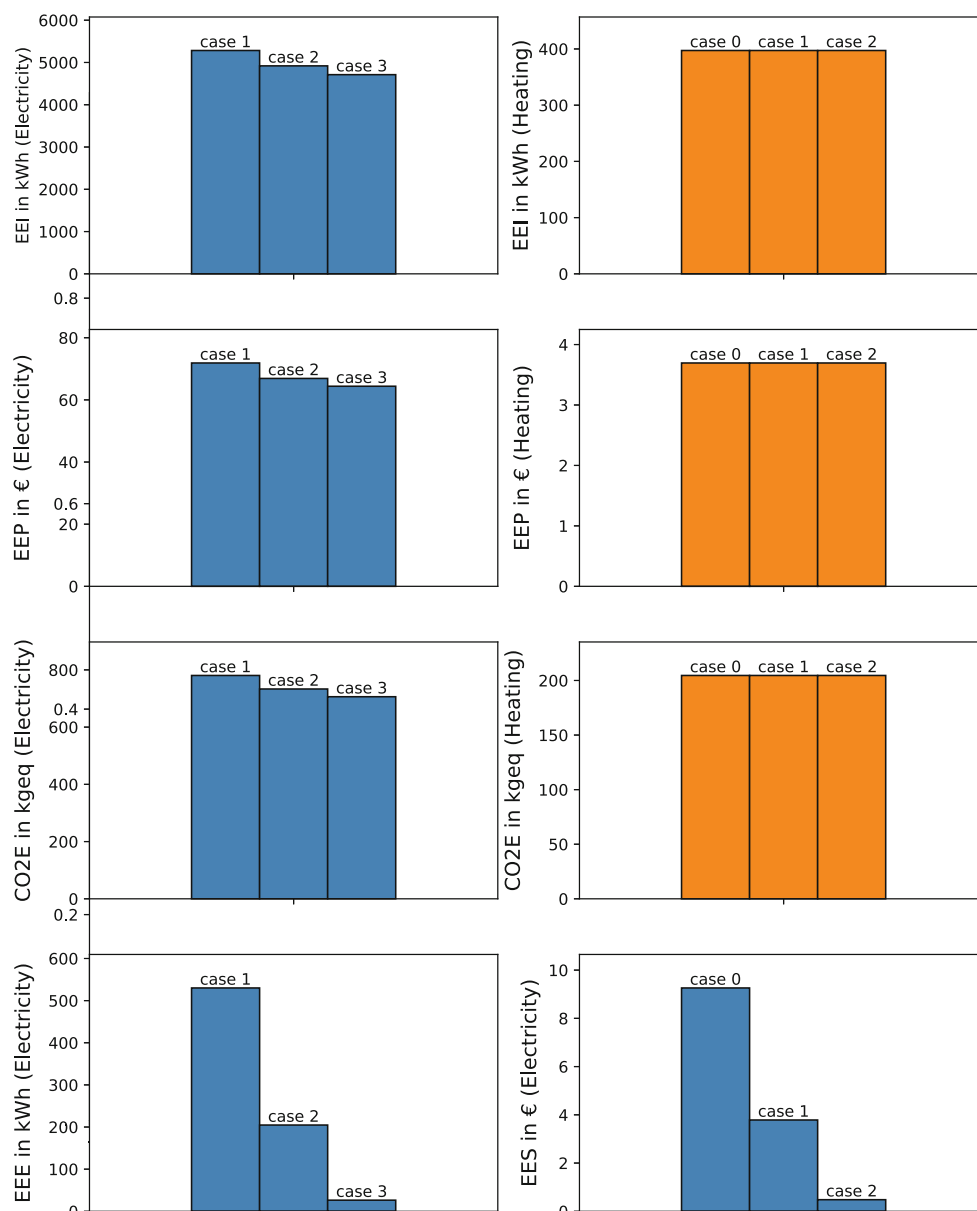 EEI in kWh (Electricity)
6000
5000
4000
3000
2000
1000
0
case 1
case 2
case 3
EEI in kWh (Heating)
400
300
200
100
0
case 0
case 1
case 2
0.8
EEP in € (Electricity)
80
60
40
0.6
20
0
case 1
case 2
case 3
EEP in € (Heating)
4
3
2
1
0
case 0
case 1
case 2
CO2E in kgeq (Electricity)
800
0.4
600
400
200
0
case 1
case 2
case 3
CO2E in kgeq (Heating)
200
150
100
50
0
case 0
case 1
case 2
0.2
EEE in kWh (Electricity)
600
500
400
300
200
100
0
case 1
case 2
case 3
EES in € (Electricity)
10
8
6
4
2
0
case 0
case 1
case 2